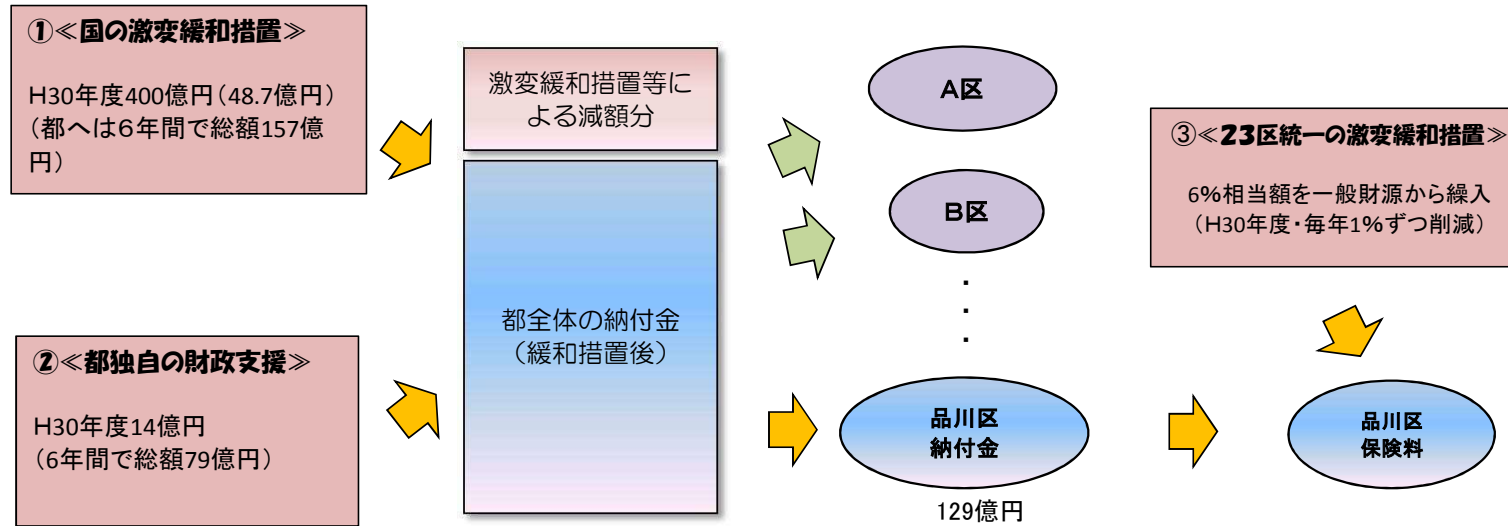 ①≪国の激変緩和措置≫
H30年度400億円(48.7億円)
(都へは６年間で総額157億
円)
②≪都独自の財政支援≫
H30年度14億円
(6年間で総額79億円)
激変緩和措置等に
よる減額分
都全体の納付金
（緩和措置後）
A区
B区
・
・
・
品川区
納付金
129億円
③≪23区統一の激変緩和措置≫
6%相当額を一般財源から繰入
(H30年度・毎年1%ずつ削減)
品川区
保険料